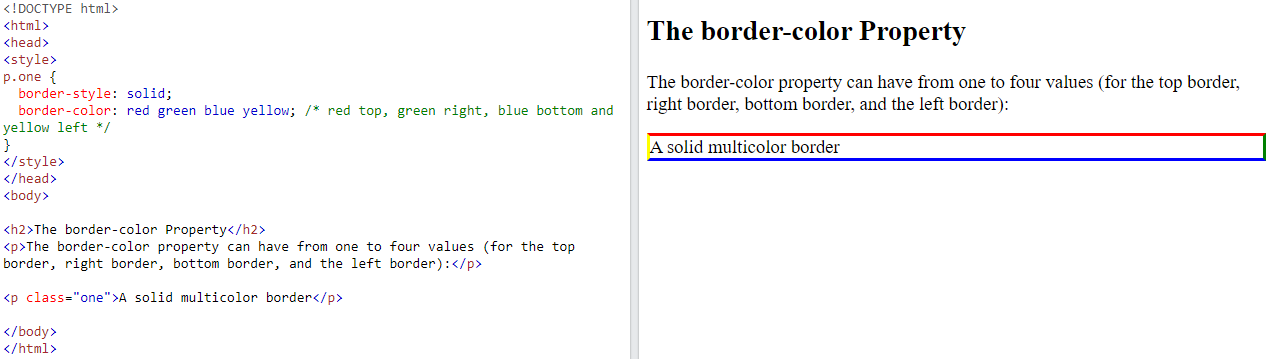 <!DOCTYPE html>
<html>
<head>
<style>
p.one {
  border-style: solid;
  border-color: red green blue yellow; /* red top, green right, blue bottom and
yellow left */
}
</style>
</head>
<body>

<h2>The border-color Property</h2>
<p>The border-color property can have from one to four values (for the top
border, right border, bottom border, and the left border):</p>

<p class="one">A solid multicolor border</p>

</body>
</html>
The border-color Property
The border-color property can have from one to four values (for the top border,
right border, bottom border, and the left border):
A solid multicolor border